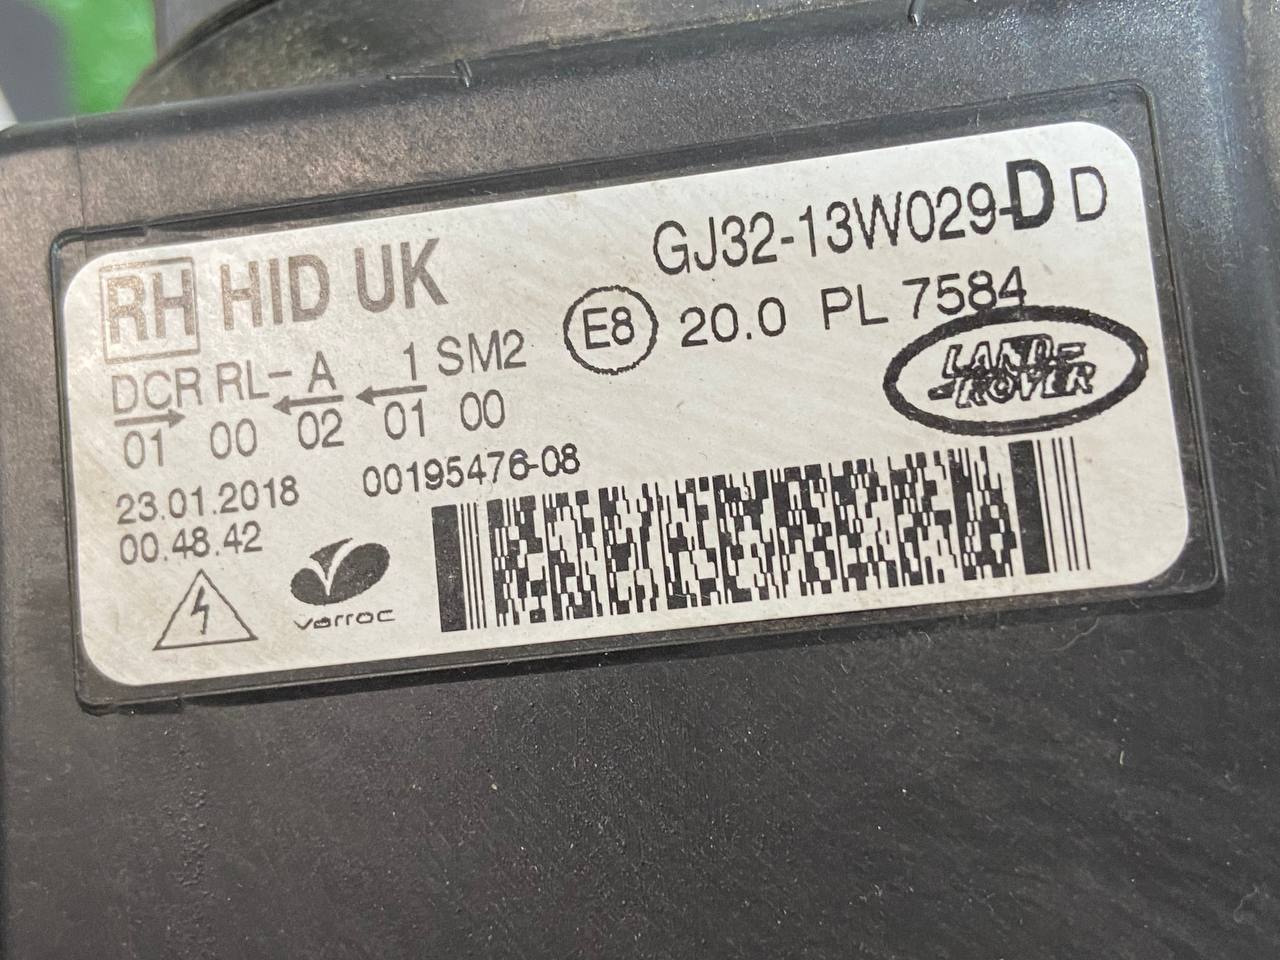 RH HID UK
GJ32-13W029-D D
E8 20.0 PL 7584
DCR RL- A 1 SM2
01 00 02 01 00
LAND-
-ROVER
23.01.2018 00195476-08
00.48.42
varroc